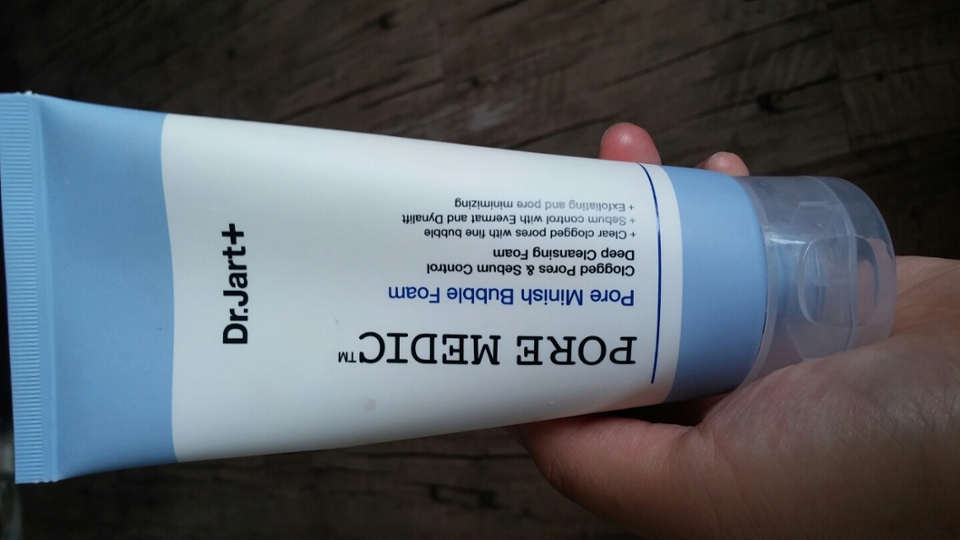 PORE MEDIC™
Pore Minish Bubble Foam
Clogged Pores & Sebum Control
Deep Cleansing Foam
+ Clear clogged pores with fine bubble
+ Sebum control with Evermat and Dynalift
+ Exfoliating and pore minimizing
Dr.Jart+